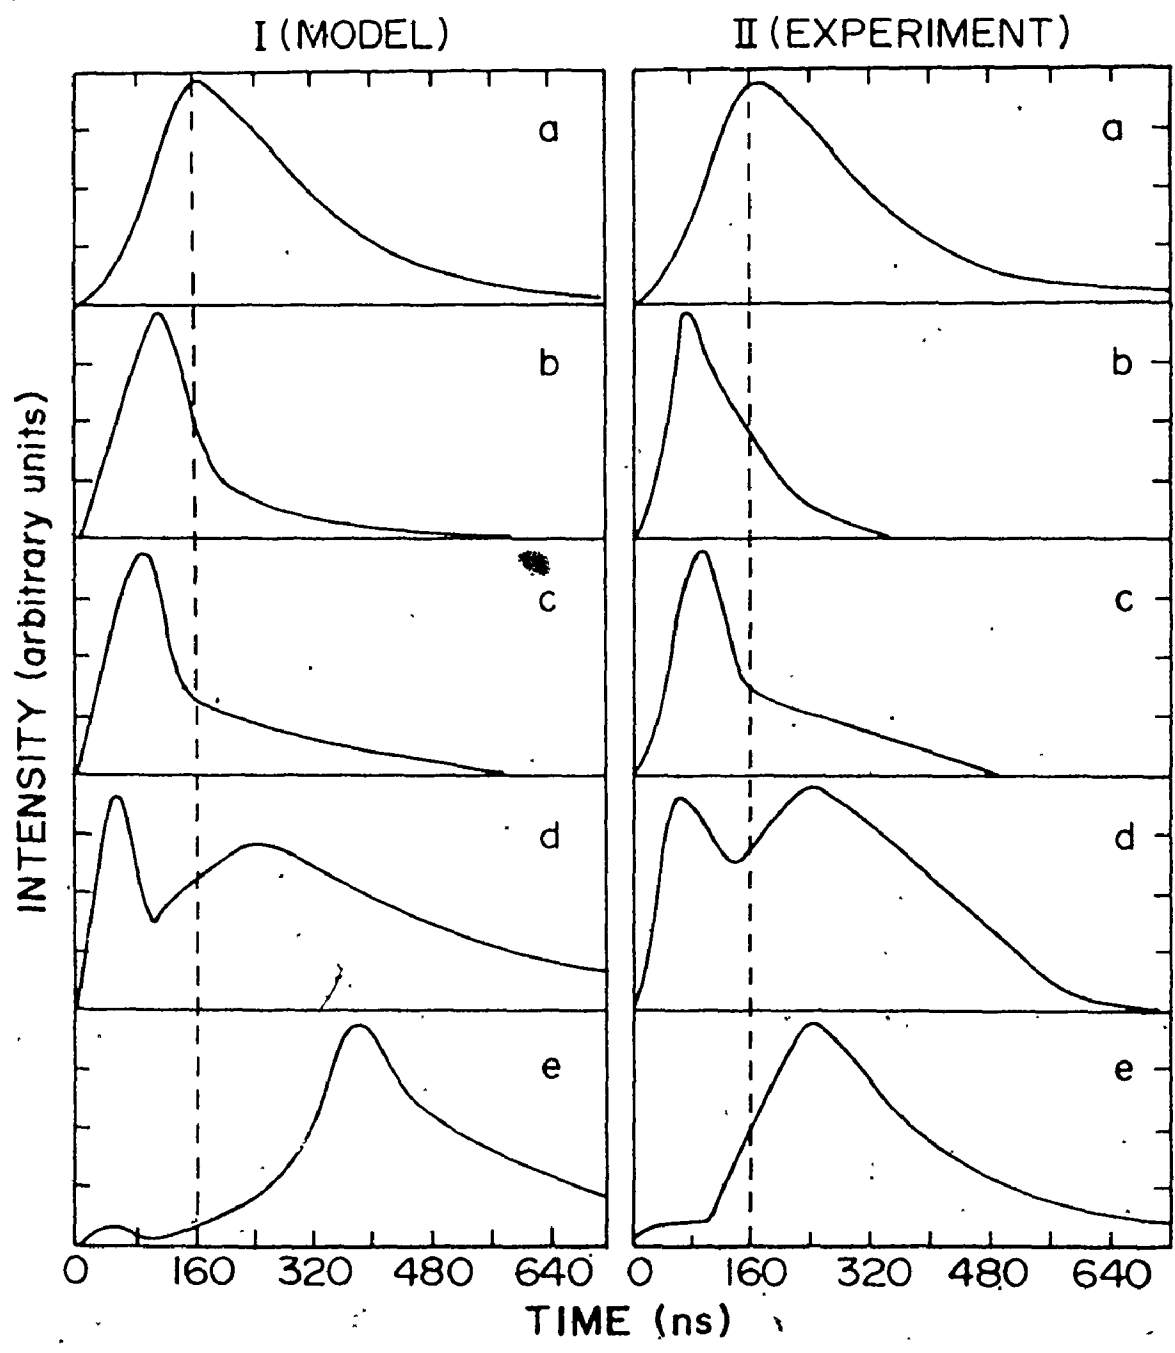 I (MODEL)
II (EXPERIMENT)
a
a
b
b
c
c
d
d
e
e
INTENSITY (arbitrary units)
0 160 320 480 640
0 160 320 480 640
TIME (ns)